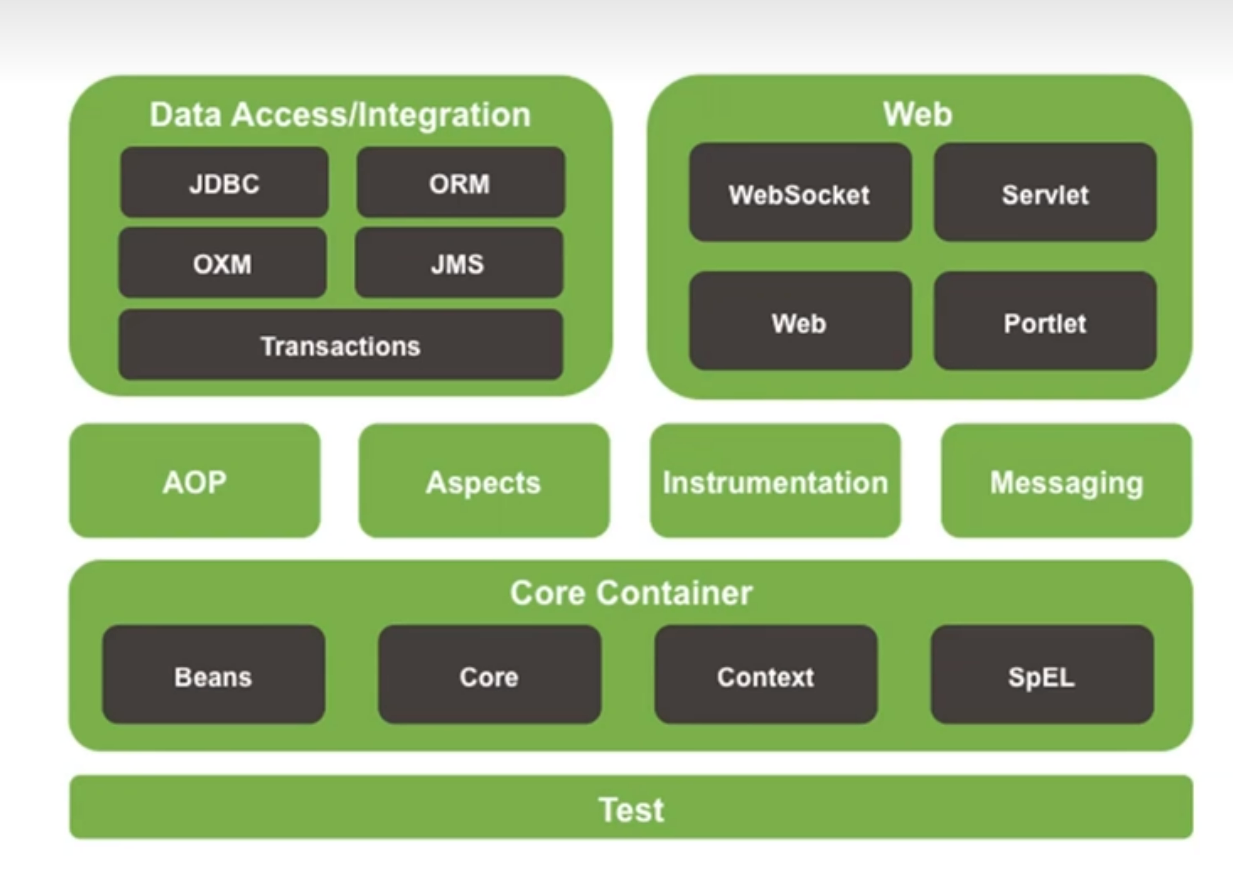 Data Access/Integration
JDBC
ORM
OXM
JMS
Transactions
Web
WebSocket
Servlet
Web
Portlet
AOP
Aspects
Instrumentation
Messaging
Core Container
Beans
Core
Context
SpEL
Test